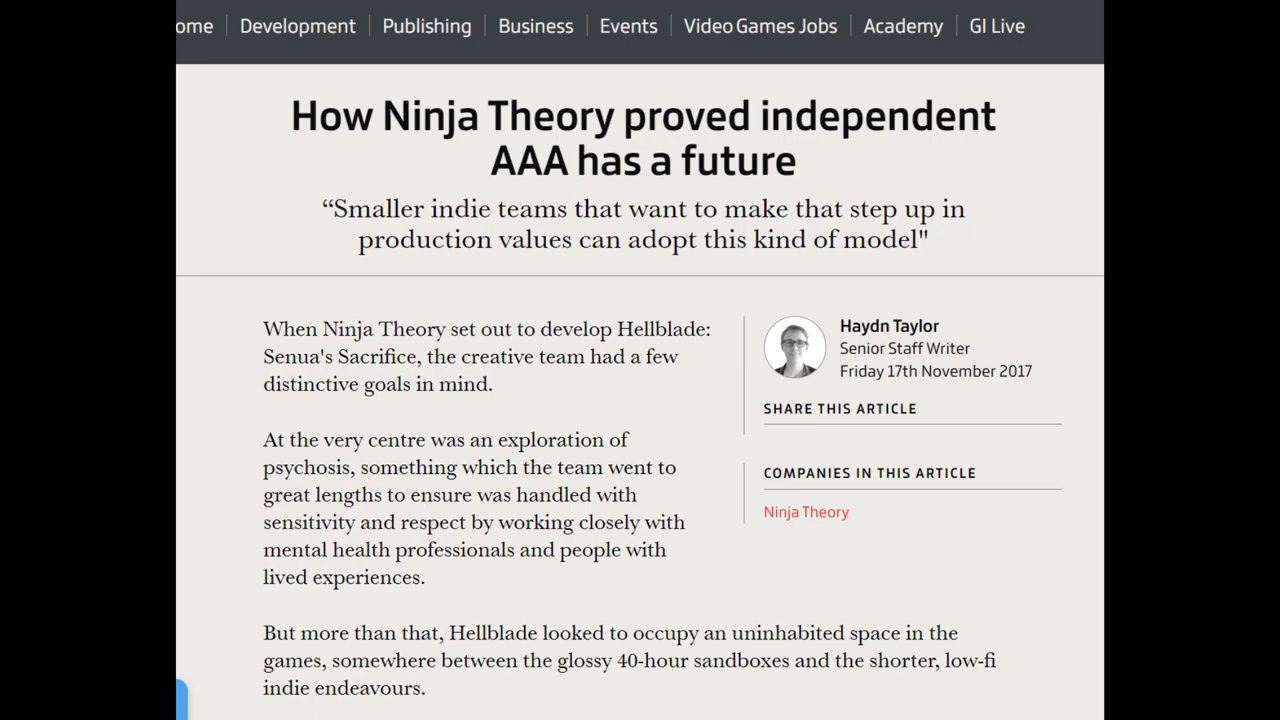 ome Development Publishing Business Events Video Games Jobs Academy GI Live
How Ninja Theory proved independent
AAA has a future
“Smaller indie teams that want to make that step up in
production values can adopt this kind of model"
When Ninja Theory set out to develop Hellblade:
Senua's Sacrifice, the creative team had a few
distinctive goals in mind.
At the very centre was an exploration of
psychosis, something which the team went to
great lengths to ensure was handled with
sensitivity and respect by working closely with
mental health professionals and people with
lived experiences.
Haydn Taylor
Senior Staff Writer
Friday 17th November 2017
SHARE THIS ARTICLE
COMPANIES IN THIS ARTICLE
Ninja Theory
But more than that, Hellblade looked to occupy an uninhabited space in the
games, somewhere between the glossy 40-hour sandboxes and the shorter, low-fi
indie endeavours.